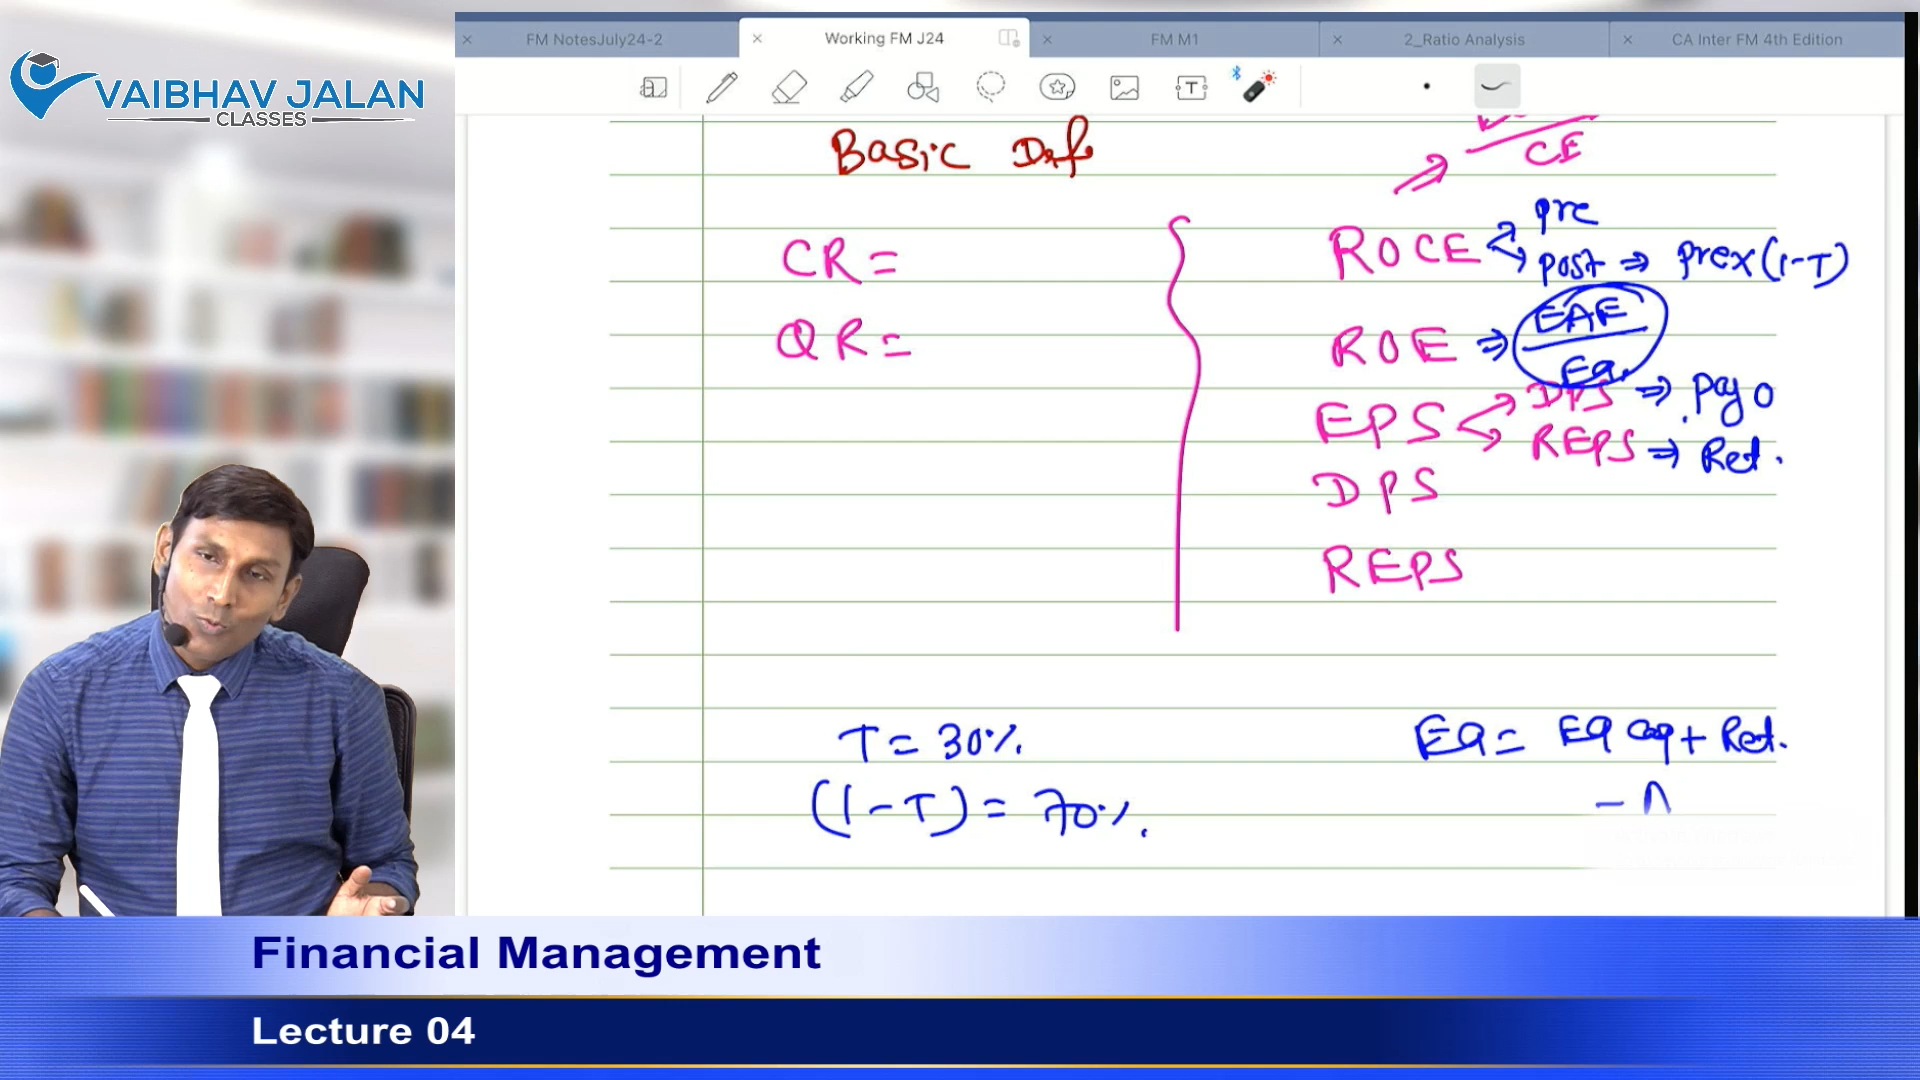 VAIBHAV JALAN
CLASSES
FM NotesJuly24-2
Working FM J24
FM M1
2_Ratio Analysis
CA Inter FM 4th Edition
Basic Def
CE
CR =
QR =
ROCE
pre
post ⇒ pre x (1-T)
ROE ⇒ EAE
Eq.
EPS
DPS ⇒ Pay O
REPS ⇒ Ret.
DPS
REPS
T = 30%
(1-T) = 70%.
Eq = Eq Cap + Ret.
Financial Management
Lecture 04